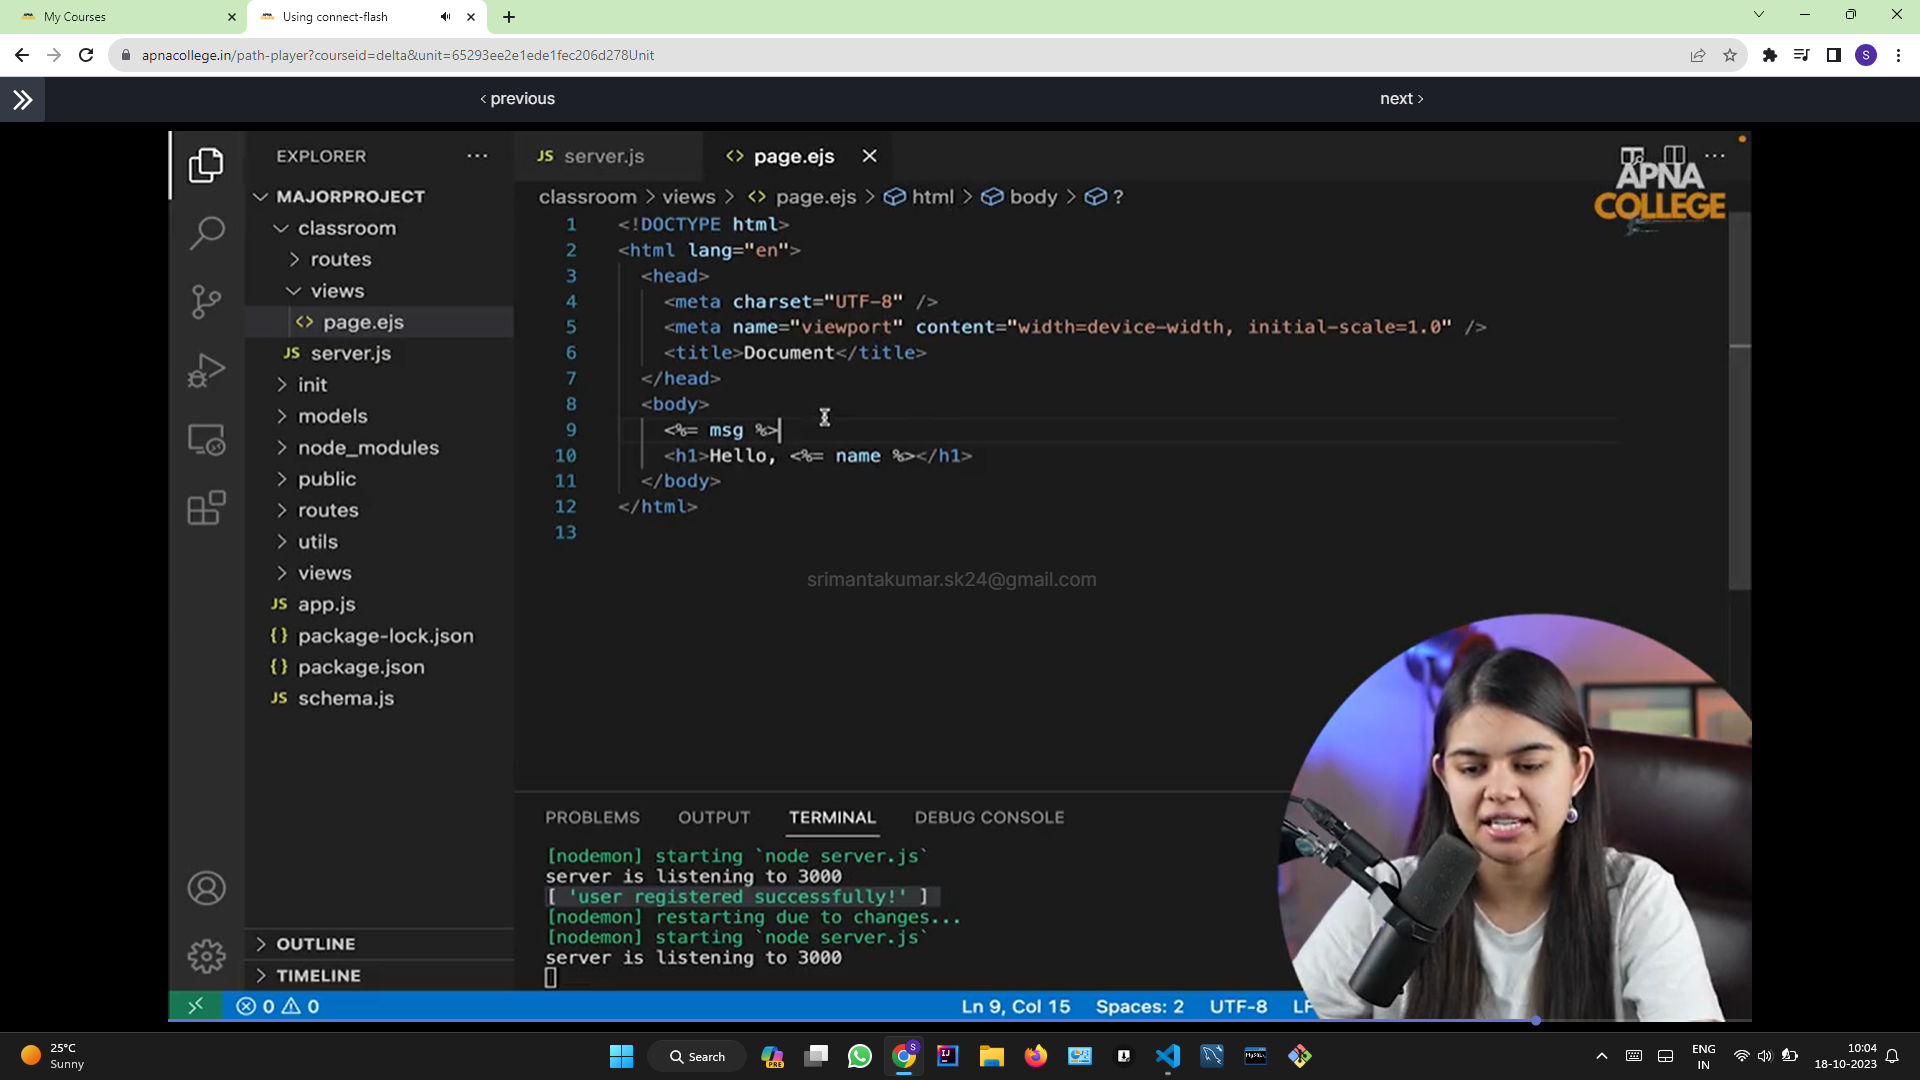 My Courses
Using connect-flash
apnacollege.in/path-player?courseid=delta&unit=65293ee2e1ede1fec206d278Unit
S
‹ previous
next ›
EXPLORER
MAJORPROJECT
classroom
routes
views
<> page.ejs
JS server.js
init
models
node_modules
public
routes
utils
views
JS app.js
{} package-lock.json
{} package.json
JS schema.js
OUTLINE
TIMELINE
JS server.js
<> page.ejs
APNA
COLLEGE
classroom > views > <> page.ejs > html > body > ?
1 <!DOCTYPE html>
2 <html lang="en">
3 <head>
4 <meta charset="UTF-8" />
5 <meta name="viewport" content="width=device-width, initial-scale=1.0" />
6 <title>Document</title>
7 </head>
8 <body>
9 <%= msg %>
10 <h1>Hello, <%= name %></h1>
11 </body>
12 </html>
13
srimantakumar.sk24@gmail.com
PROBLEMS OUTPUT TERMINAL DEBUG CONSOLE
[nodemon] starting `node server.js`
server is listening to 3000
[ 'user registered successfully!' ]
[nodemon] restarting due to changes...
[nodemon] starting `node server.js`
server is listening to 3000
0 0
Ln 9, Col 15 Spaces: 2 UTF-8 LF
25°C
Sunny
Search
PRE
S
IJ
MySQL
ENG
IN
10:04
18-10-2023